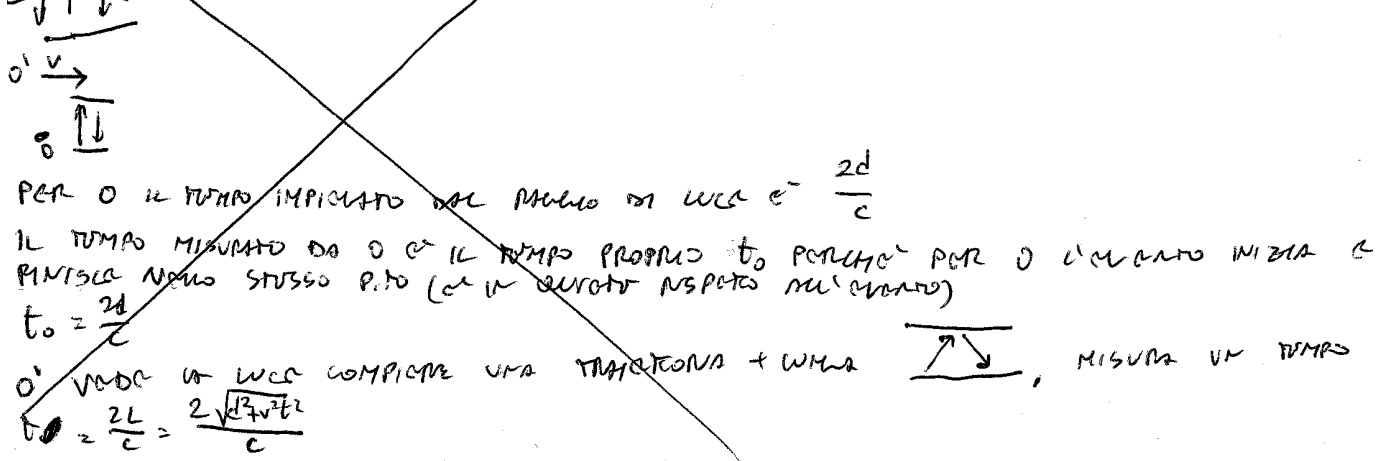 O' v
O
PER O IL TEMPO IMPIEGATO DAL RAGGIO DI LUCE E' 2d/c
IL TEMPO MISURATO DA O E' IL TEMPO PROPRIO t₀ PERCHE' PER O L'EVENTO INIZIA E
FINISCE NELLO STESSO P.TO (E' IN QUIETE RISPETTO ALL'EVENTO)
t₀ = 2d/c
O' VEDE LA LUCE COMPIERE UNA TRAIETTORIA + LUNGA , MISURA UN TEMPO
t = 2L/c = 2√(d²+v²t²)/c